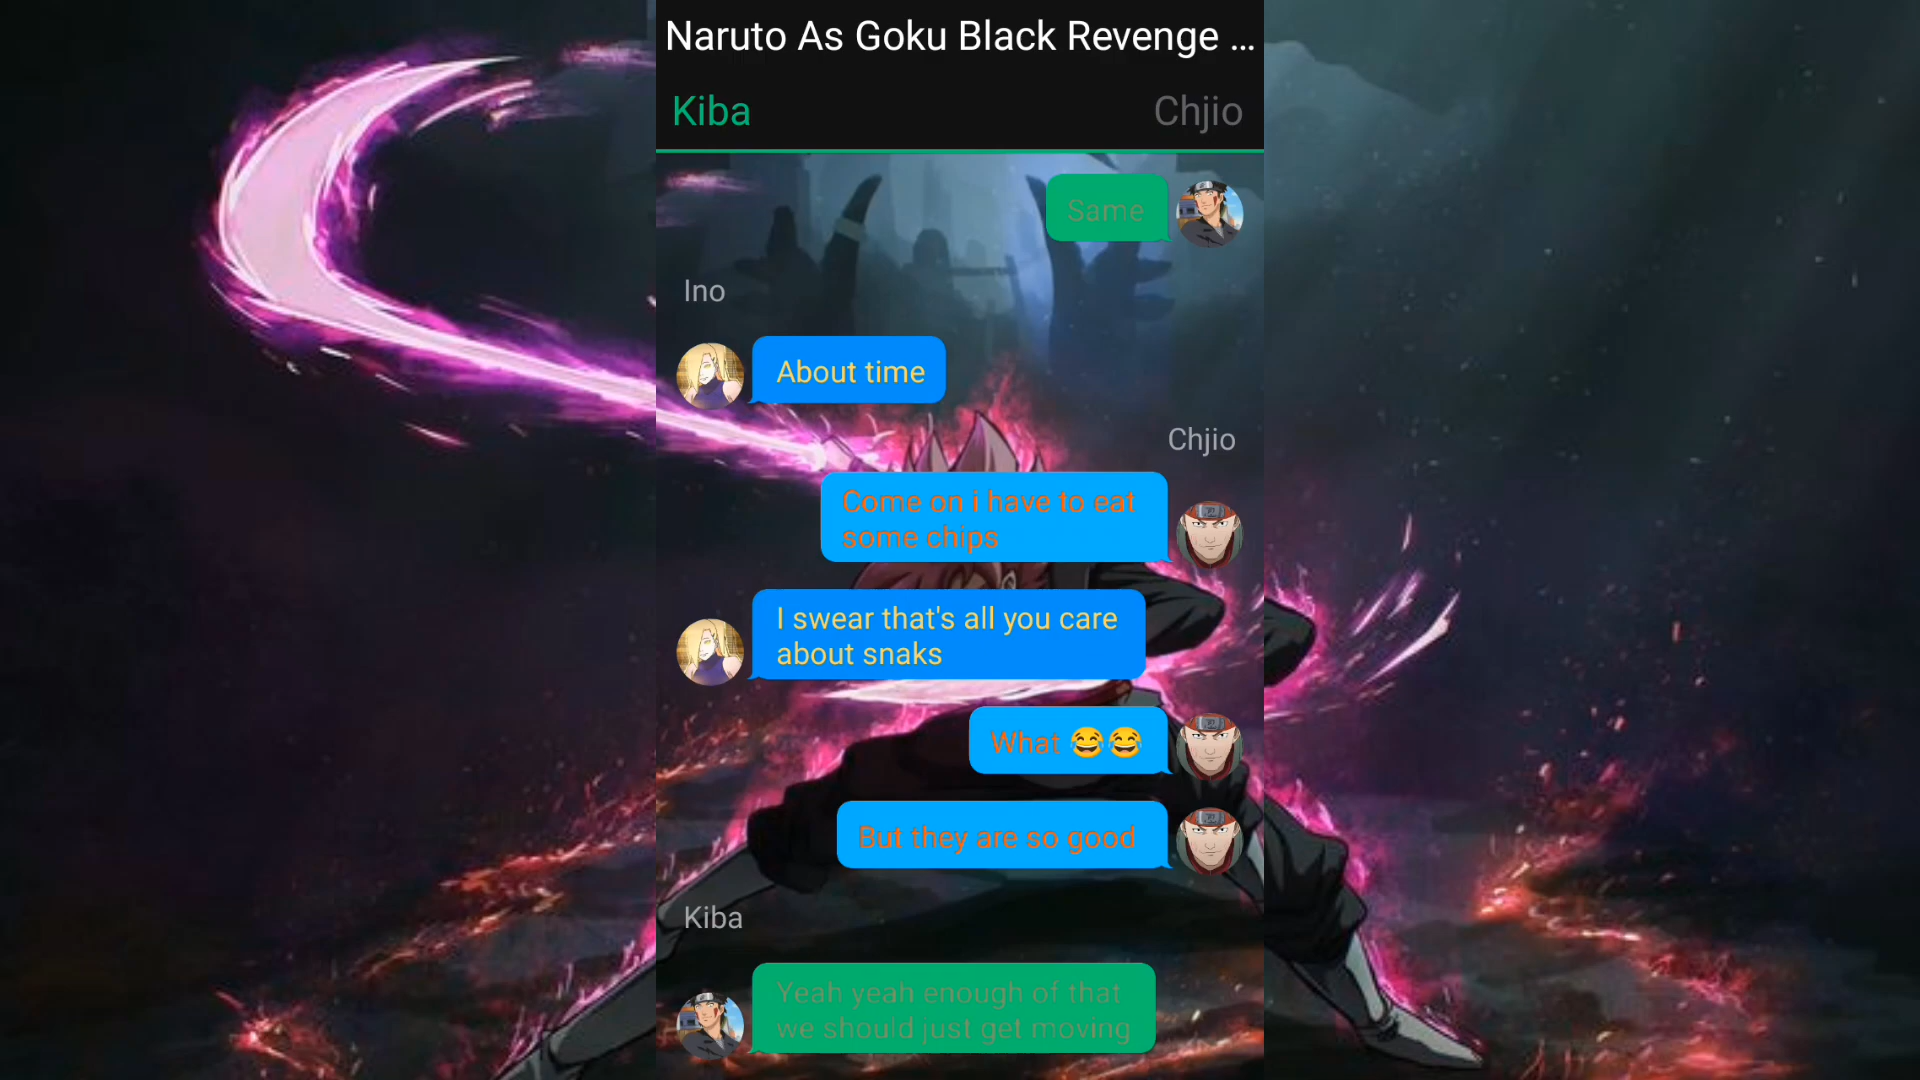 Naruto As Goku Black Revenge ...
Kiba
Chjio
Same
Ino
About time
Chjio
Come on i have to eat
some chips
I swear that's all you care
about snaks
What 😂😂
But they are so good
Kiba
Yeah yeah enough of that
we should just get moving